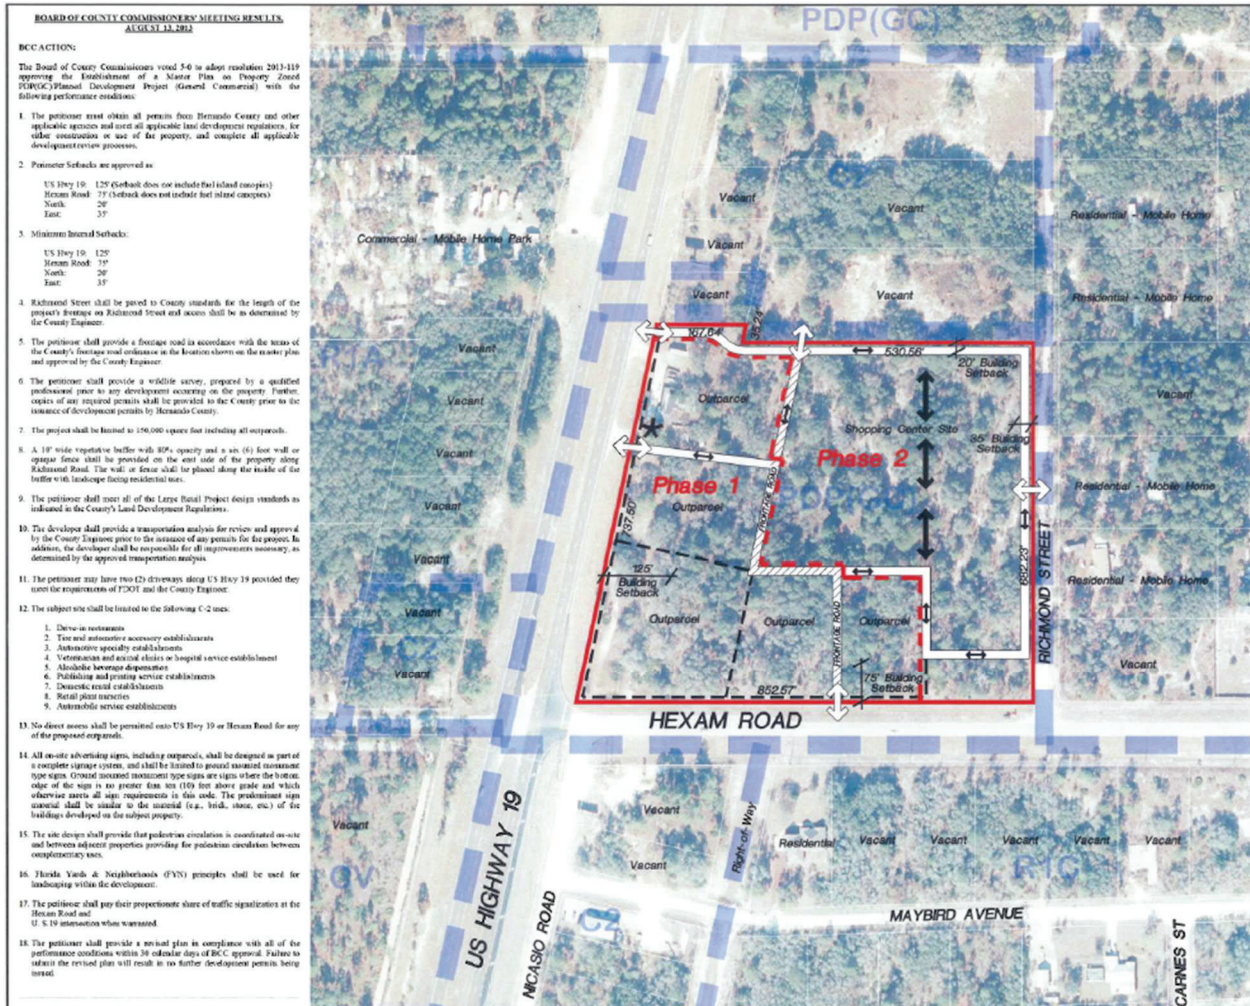 BOARD OF COUNTY COMMISSIONERS' MEETING RESULTS,
AUGUST 13, 2013
BCC ACTION:
The Board of County Commissioners voted 5-0 to adopt resolution 2013-119
approving the Establishment of a Master Plan on Property Zoned
PDP(GC)/Planned Development Project (General Commercial) with the
following performance conditions:
1. The petitioner must obtain all permits from Hernando County and other
applicable agencies and meet all applicable land development regulations, for
either construction or use of the property, and complete all applicable
development review processes.
2. Perimeter Setbacks are approved as
US Hwy 19: 125' (Setback does not include fuel island canopies)
Hexam Road: 75' (Setback does not include fuel island canopies)
North: 20'
East: 35'
3. Minimum Internal Setbacks:
US Hwy 19: 125'
Hexam Road: 75'
North: 20'
East: 35'
4. Richmond Street shall be paved to County standards for the length of the
project's frontage on Richmond Street and access shall be as determined by
the County Engineer.
5. The petitioner shall provide a frontage road in accordance with the terms of
the County's frontage road ordinance in the location shown on the master plan
and approved by the County Engineer.
6. The petitioner shall provide a wildlife survey, prepared by a qualified
professional prior to any development occurring on the property. Further,
copies of any required permits shall be provided to the County prior to the
issuance of development permits by Hernando County.
7. The project shall be limited to 150,000 square feet including all outparcels.
8. A 10' wide vegetative buffer with 80% opacity and a six (6) foot wall or
opaque fence shall be provided on the east side of the property along
Richmond Road. The wall or fence shall be placed along the inside of the
buffer with landscape facing residential uses.
9. The petitioner shall meet all of the Large Retail Project design standards as
indicated in the County's Land Development Regulations.
10. The developer shall provide a transportation analysis for review and approval
by the County Engineer prior to the issuance of any permits for the project. In
addition, the developer shall be responsible for all improvements necessary, as
determined by the approved transportation analysis.
11. The petitioner may have two (2) driveways along US Hwy 19 provided they
meet the requirements of FDOT and the County Engineer.
12. The subject site shall be limited to the following C-2 uses:
1. Drive-in restaurants
2. Tire and automotive accessory establishments
3. Automotive specialty establishments
4. Veterinarian and animal clinics or hospital service establishment
5. Alcoholic beverage dispensation
6. Publishing and printing service establishments
7. Domestic rental establishments
8. Retail plant nurseries
9. Automobile service establishments
13. No direct access shall be permitted onto US Hwy 19 or Hexam Road for any
of the proposed outparcels.
14. All on-site advertising signs, including outparcels, shall be designed as part of
a complete signage system, and shall be limited to ground mounted monument
type signs. Ground mounted monument type signs are signs where the bottom
edge of the sign is no greater than ten (10) feet above grade and which
otherwise meets all sign requirements in this code. The predominant sign
material shall be similar to the material (e.g., brick, stone, etc.) of the
buildings developed on the subject property.
15. The site design shall provide that pedestrian circulation is coordinated on-site
and between adjacent properties providing for pedestrian circulation between
complementary uses.
16. Florida Yards & Neighborhoods (FYN) principles shall be used for
landscaping within the development.
17. The petitioner shall pay their proportionate share of traffic signalization at the
Hexam Road and
U. S. 19 intersection when warranted.
18. The petitioner shall provide a revised plan in compliance with all of the
performance conditions within 30 calendar days of BCC approval. Failure to
submit the revised plan will result in no further development permits being
issued.
PDP(GC)
Vacant
Vacant
Residential - Mobile Home
Commercial - Mobile Home Park
Vacant
Vacant
Vacant
Residential - Mobile Home
167.64'
35.24'
530.56'
20' Building
Setback
Vacant
Vacant
Outparcel
Vacant
Shopping Center Site
35' Building
Setback
Vacant
Phase 2
Phase 1
Residential - Mobile Home
Vacant
Outparcel
737.60'
FRONTAGE ROAD
Vacant
125'
Building
Setback
682.23'
RICHMOND STREET
Residential - Mobile Home
Vacant
Outparcel
Outparcel
FRONTAGE ROAD
Outparcel
Vacant
Vacant
75' Building
Setback
852.57'
HEXAM ROAD
US HIGHWAY 19
NICASIO ROAD
Vacant
Vacant
Vacant
Right-of-Way
Residential
Vacant
Vacant
Vacant
Vacant
Vacant
R1C
C2
MAYBIRD AVENUE
CARNES ST